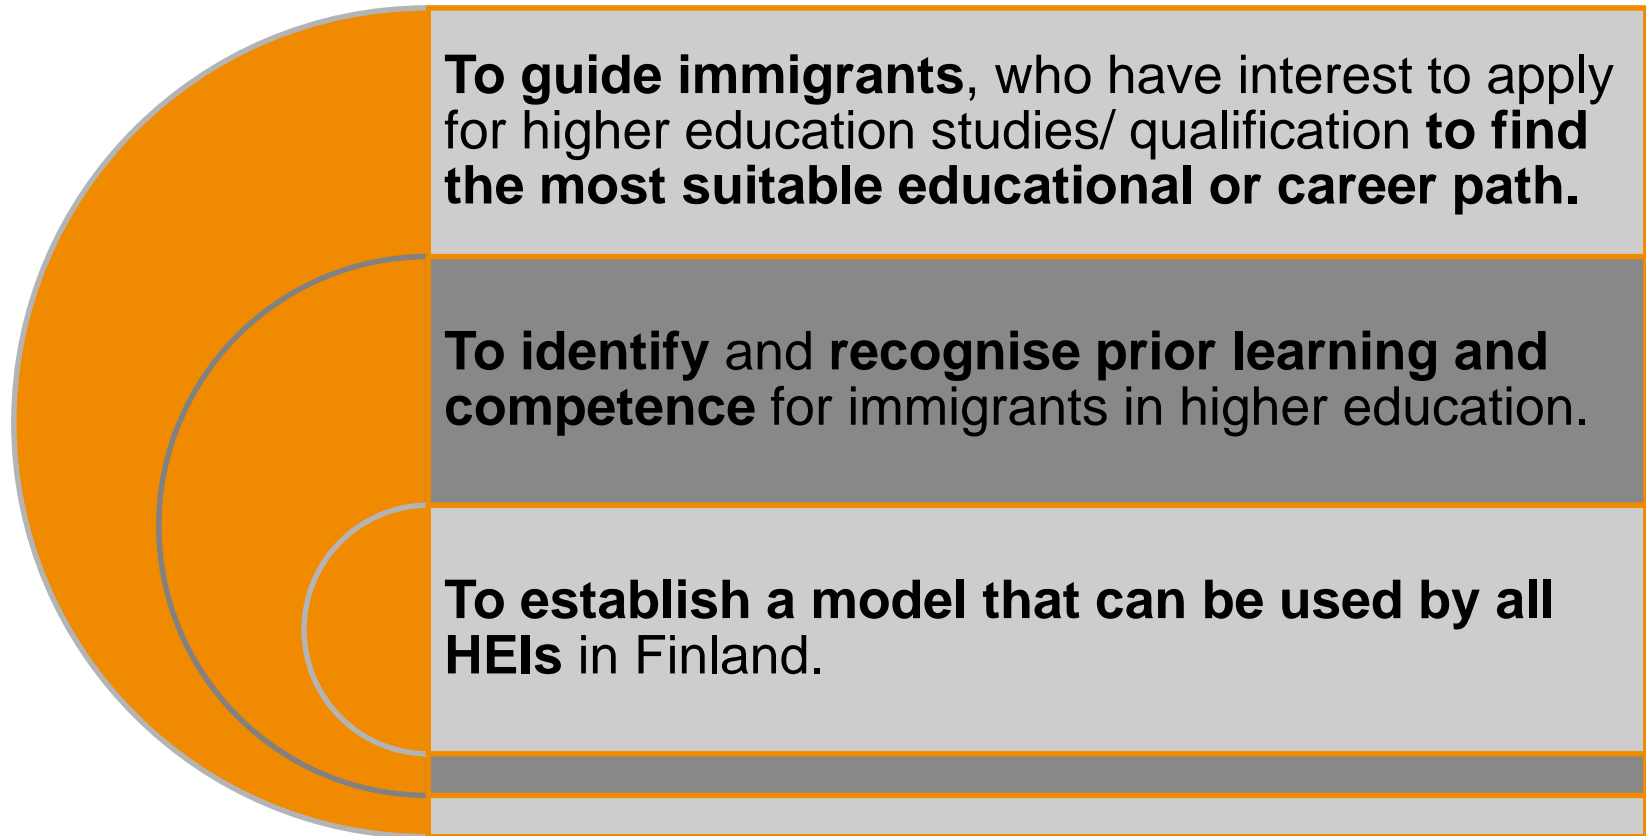 To guide immigrants, who have interest to apply
for higher education studies/ qualification to find
the most suitable educational or career path.
To identify and recognise prior learning and
competence for immigrants in higher education.
To establish a model that can be used by all
HEIs in Finland.